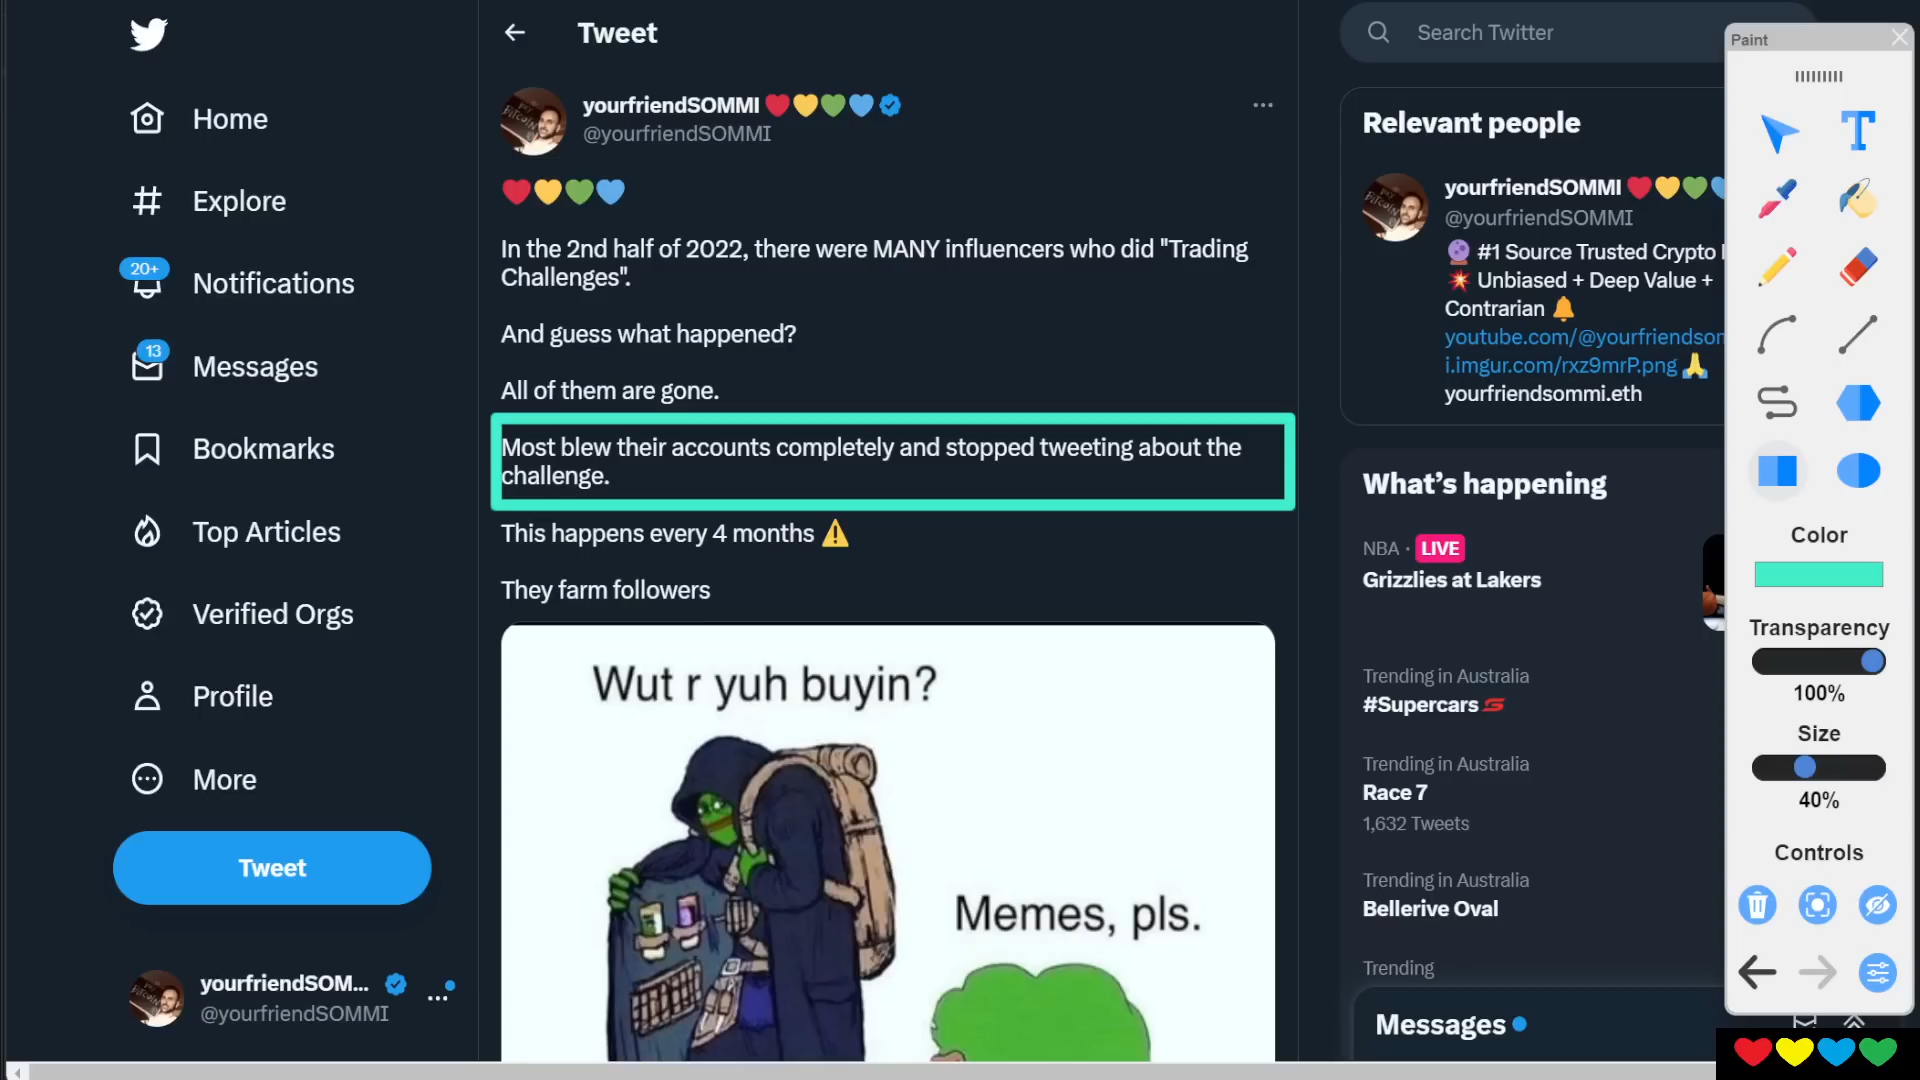 Home
Explore
20+
Notifications
13
Messages
Bookmarks
Top Articles
Verified Orgs
Profile
More
Tweet
yourfriendSOM...
@yourfriendSOMMI
Tweet
yourfriendSOMMI
@yourfriendSOMMI
In the 2nd half of 2022, there were MANY influencers who did "Trading
Challenges".
And guess what happened?
All of them are gone.
Most blew their accounts completely and stopped tweeting about the
challenge.
This happens every 4 months ⚠️
They farm followers
Wut r yuh buyin?
Memes, pls.
Search Twitter
Relevant people
yourfriendSOMMI
@yourfriendSOMMI
#1 Source Trusted Crypto
Unbiased + Deep Value +
Contrarian
youtube.com/@yourfriendsom
i.imgur.com/rxz9mrP.png
yourfriendsommi.eth
What's happening
NBA · LIVE
Grizzlies at Lakers
Trending in Australia
#Supercars
Trending in Australia
Race 7
1,632 Tweets
Trending in Australia
Bellerive Oval
Trending
Messages
Paint
Color
Transparency
100%
Size
40%
Controls